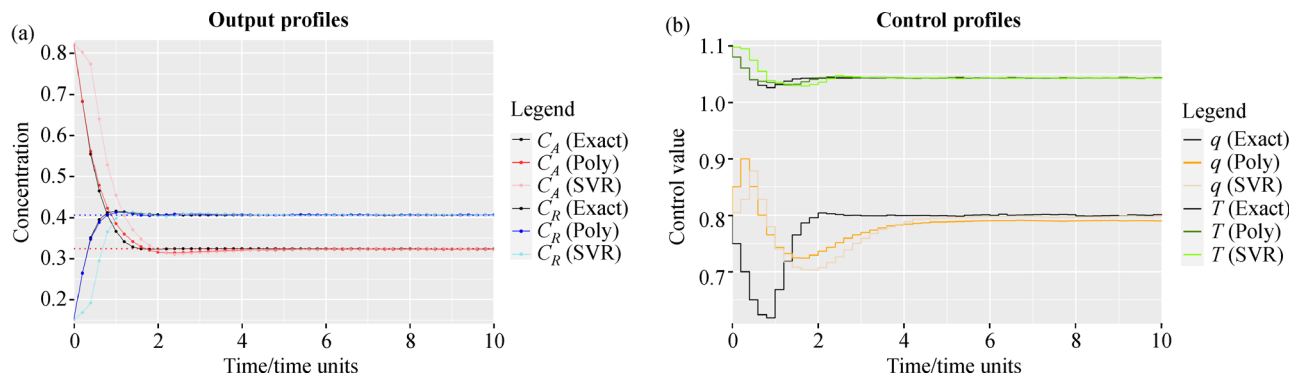 Output profiles
(a)
0.8
0.7
0.6
0.5
0.4
0.3
0.2
Concentration
0
2
4
6
8
10
Time/time units
Legend
C_A (Exact)
C_A (Poly)
C_A (SVR)
C_R (Exact)
C_R (Poly)
C_R (SVR)
Control profiles
(b)
1.1
1.0
0.9
0.8
0.7
Control value
0
2
4
6
8
10
Time/time units
Legend
q (Exact)
q (Poly)
q (SVR)
T (Exact)
T (Poly)
T (SVR)